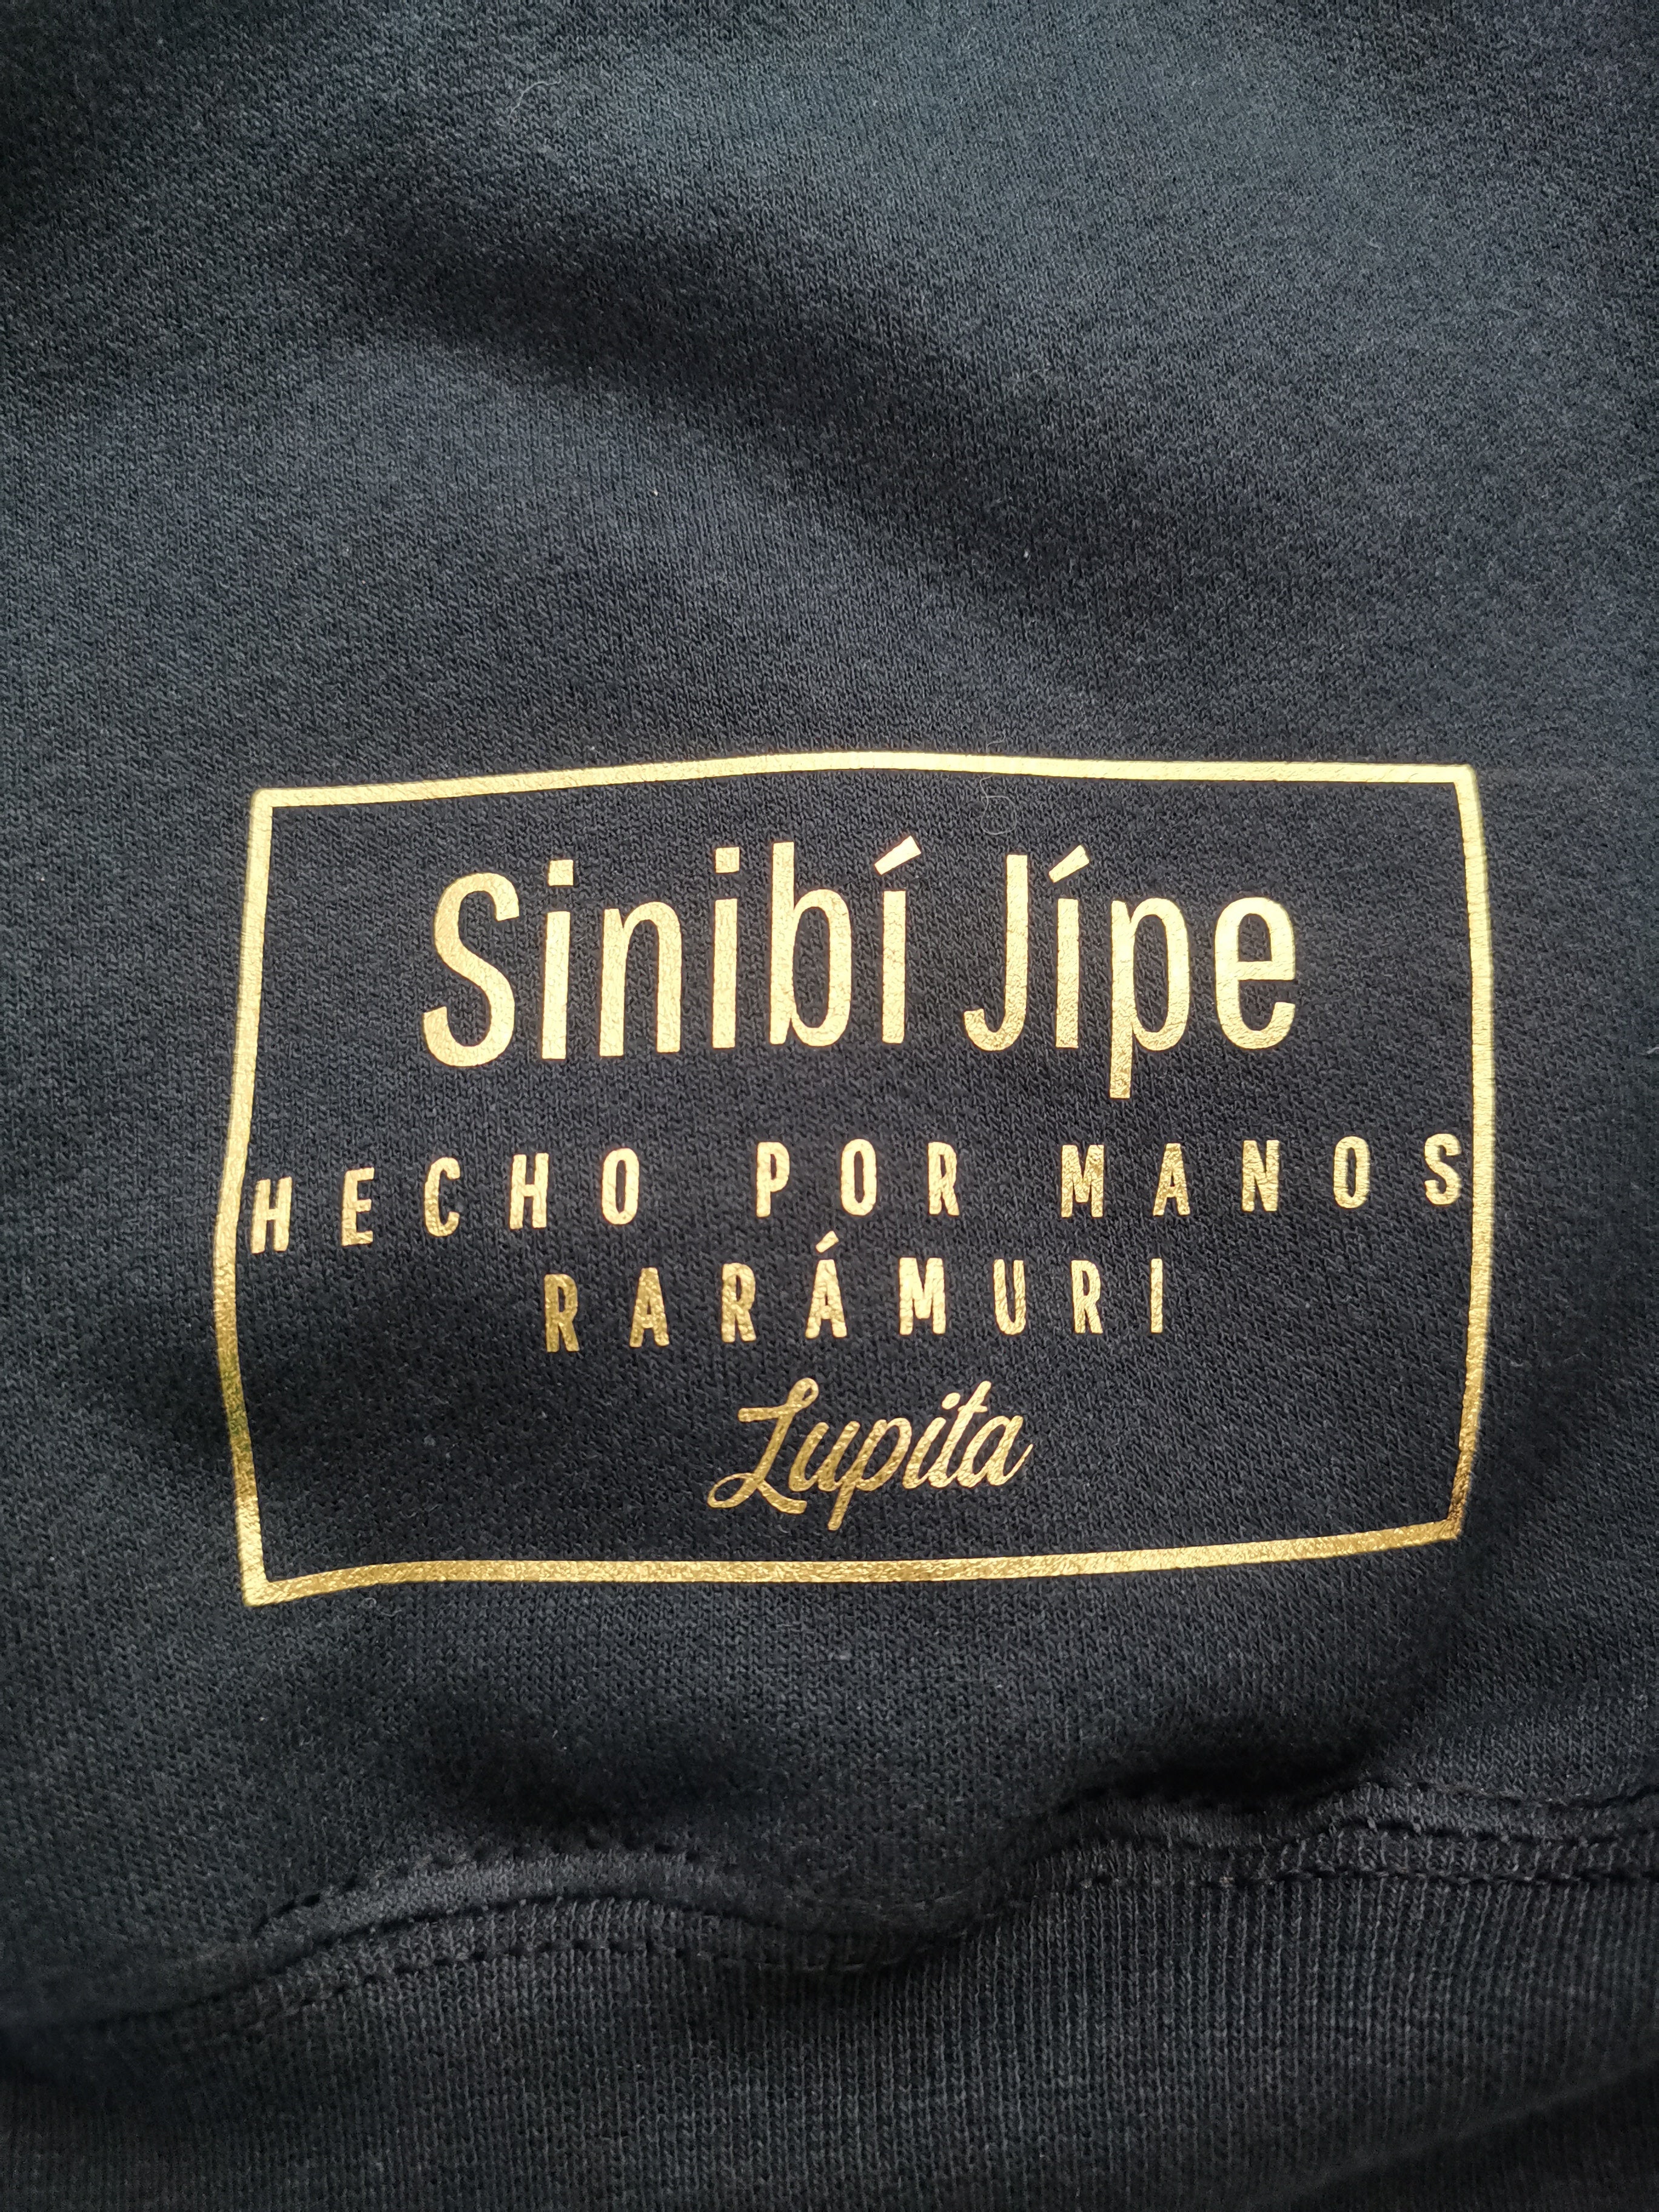 Sinibí Jípe
HECHO POR MANOS
RARÁMURI
Lupita